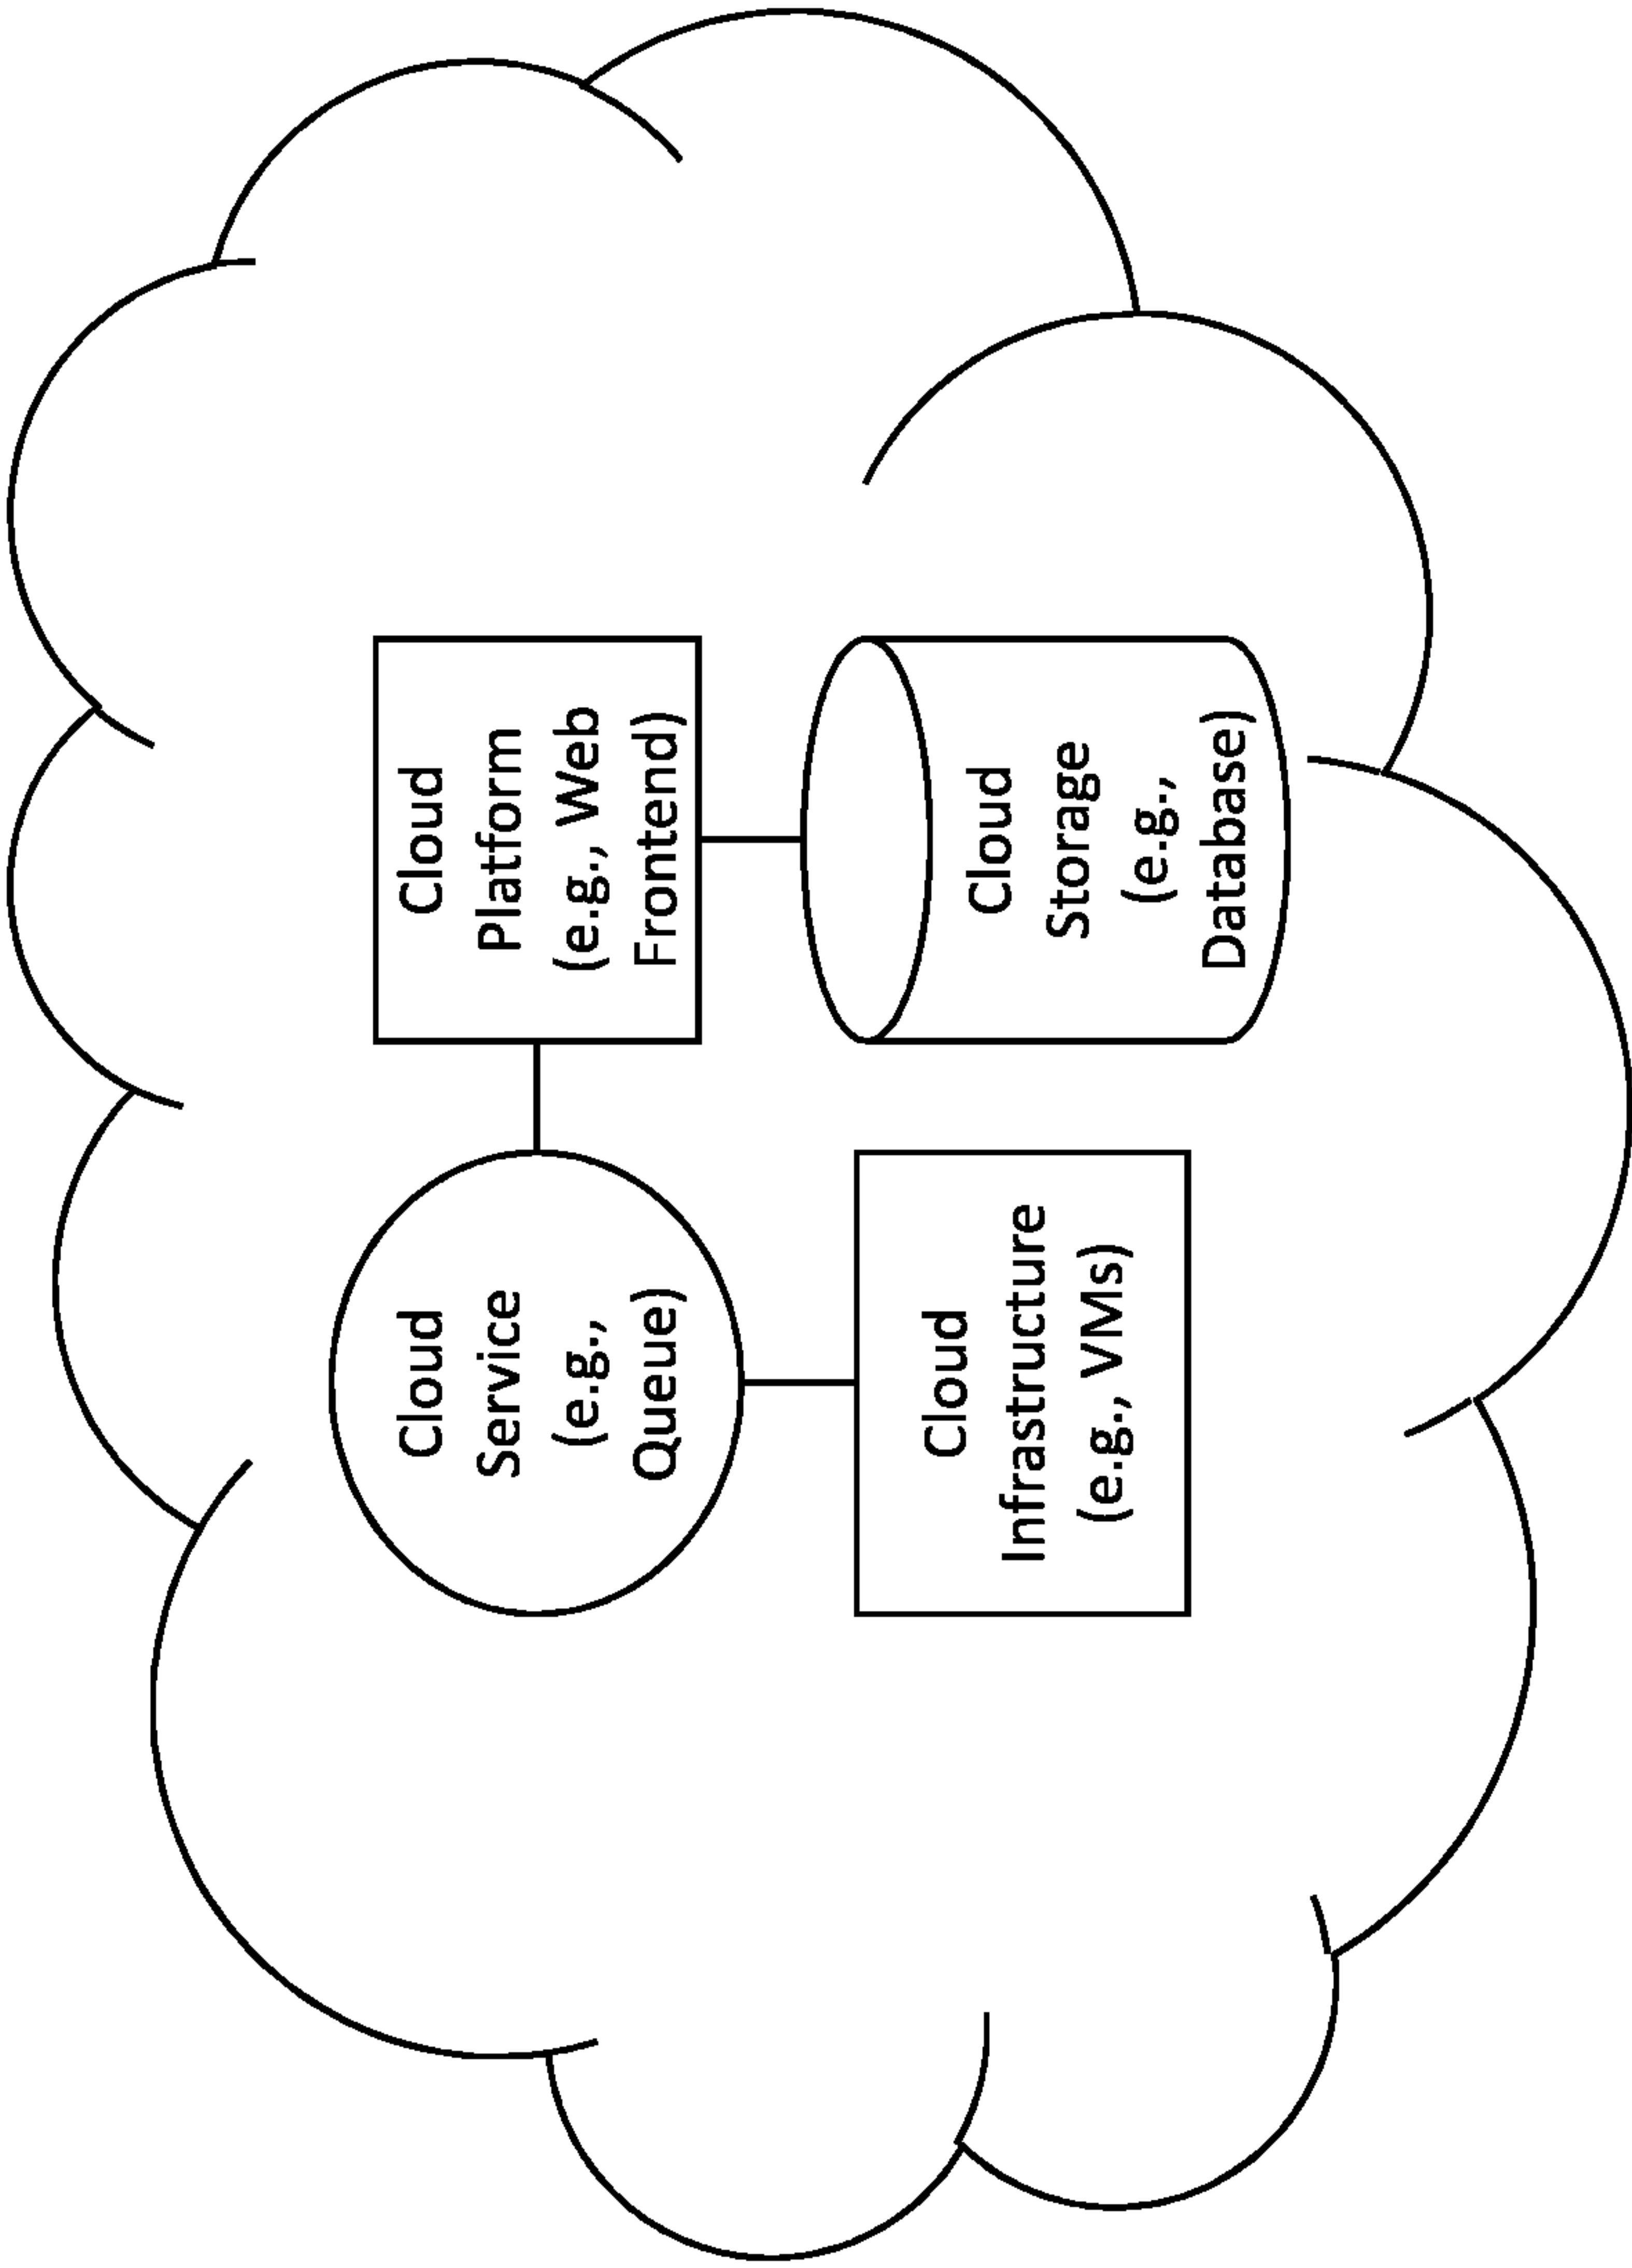 Cloud
Service
(e.g.,
Queue)
Cloud
Platform
(e.g., Web
Frontend)
Cloud
Infrastructure
(e.g., VMs)
Cloud
Storage
(e.g.,
Database)